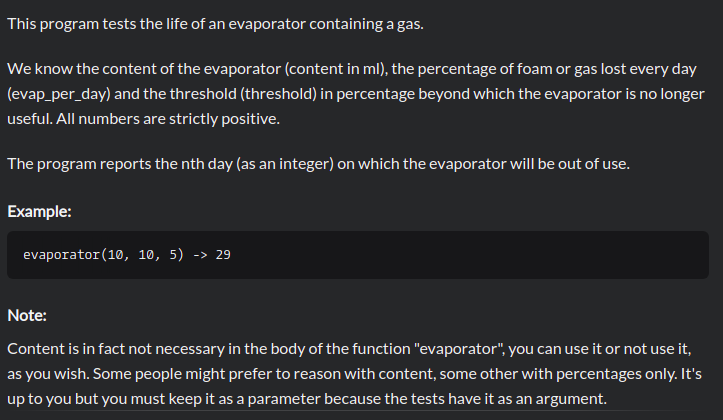 This program tests the life of an evaporator containing a gas.
We know the content of the evaporator (content in ml), the percentage of foam or gas lost every day
(evap_per_day) and the threshold (threshold) in percentage beyond which the evaporator is no longer
useful. All numbers are strictly positive.
The program reports the nth day (as an integer) on which the evaporator will be out of use.
Example:
evaporator(10, 10, 5) -> 29
Note:
Content is in fact not necessary in the body of the function "evaporator", you can use it or not use it,
as you wish. Some people might prefer to reason with content, some other with percentages only. It's
up to you but you must keep it as a parameter because the tests have it as an argument.